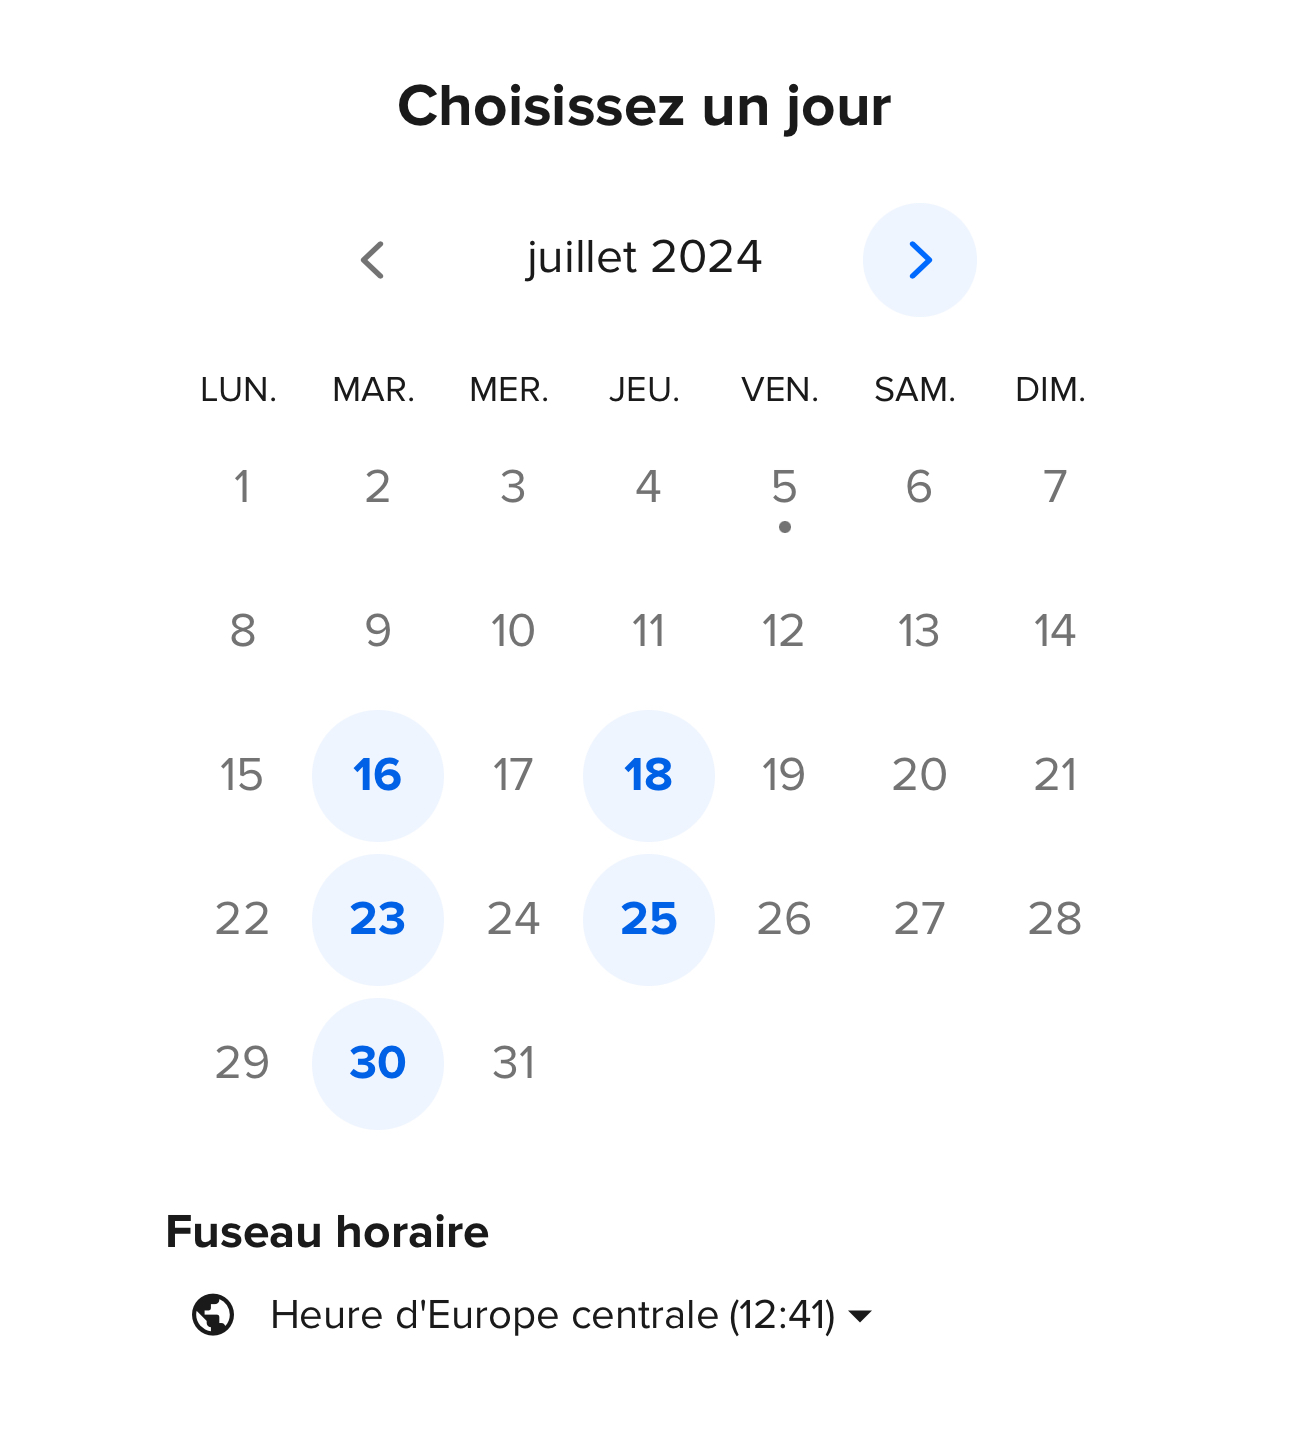 Choisissez un jour
juillet 2024
LUN. MAR. MER. JEU. VEN. SAM. DIM.
1 2 3 4 5 6 7
8 9 10 11 12 13 14
15 16 17 18 19 20 21
22 23 24 25 26 27 28
29 30 31
Fuseau horaire
Heure d'Europe centrale (12:41)